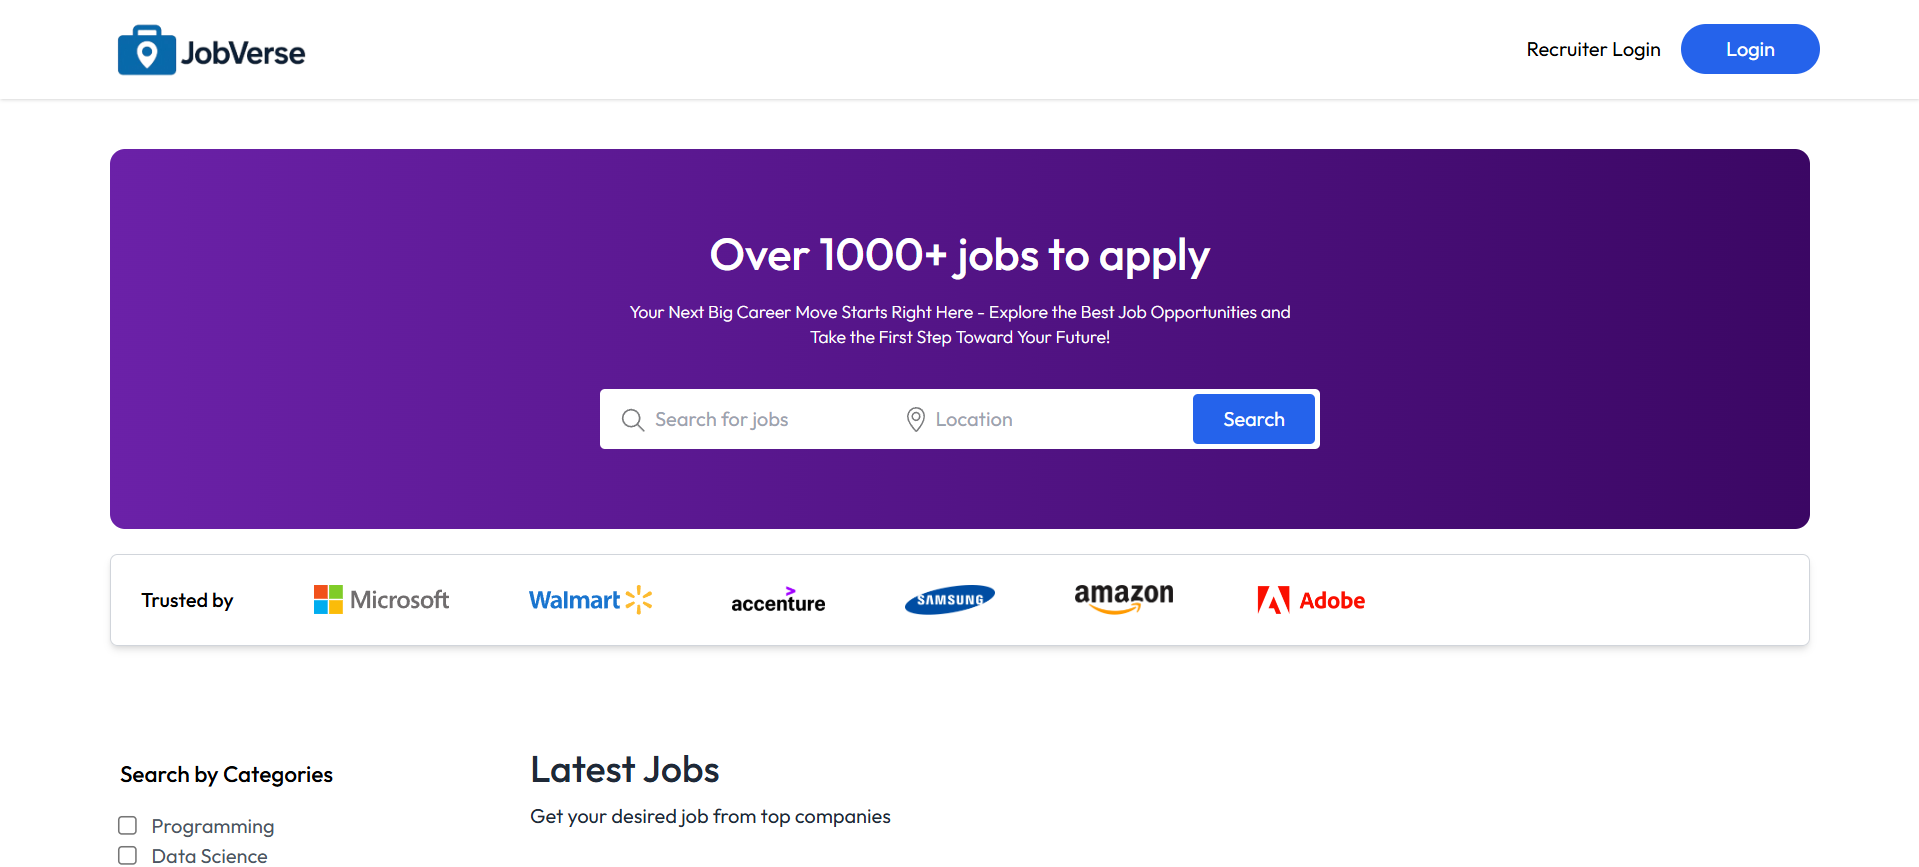 JobVerse
Recruiter Login
Login
Over 1000+ jobs to apply
Your Next Big Career Move Starts Right Here - Explore the Best Job Opportunities and
Take the First Step Toward Your Future!
Search for jobs
Location
Search
Trusted by
Microsoft
Walmart
accenture
SAMSUNG
amazon
Adobe
Search by Categories
Programming
Data Science
Latest Jobs
Get your desired job from top companies